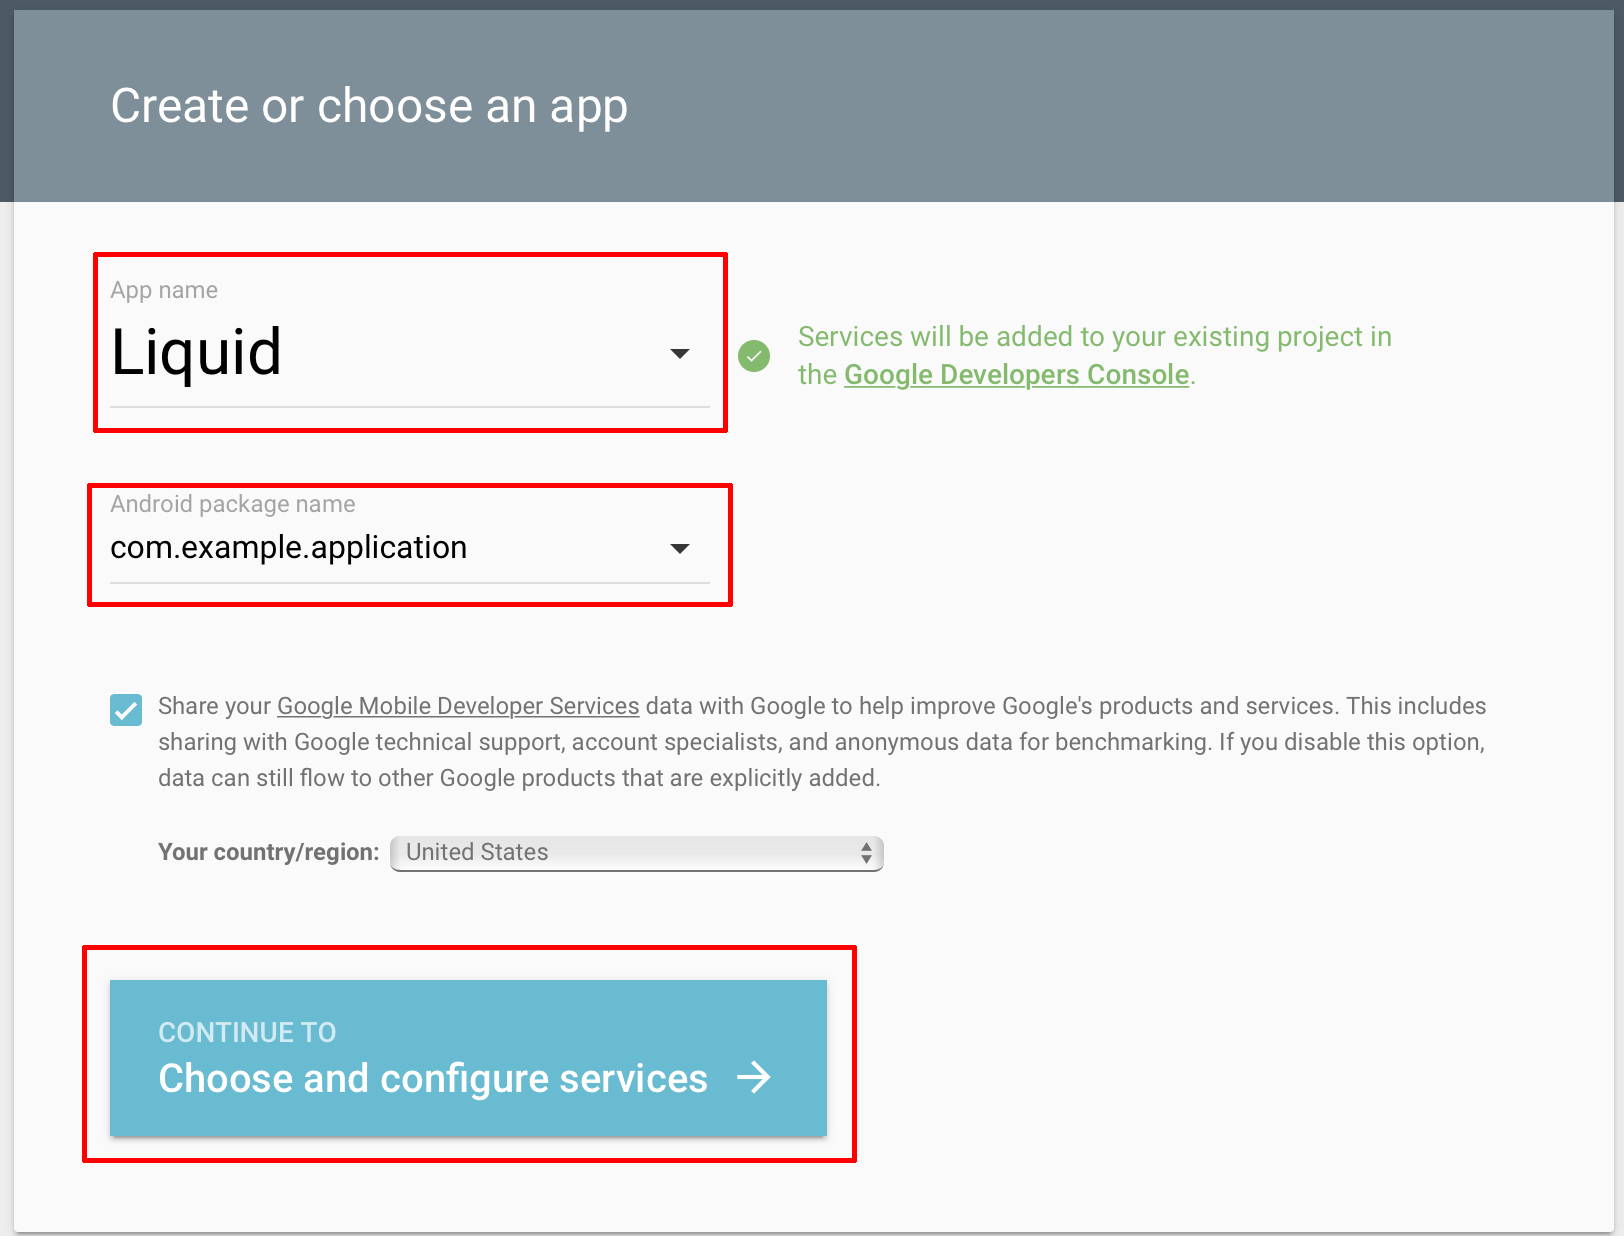 Create or choose an app
App name
Liquid
Services will be added to your existing project in
the Google Developers Console.
Android package name
com.example.application
Share your Google Mobile Developer Services data with Google to help improve Google's products and services. This includes
sharing with Google technical support, account specialists, and anonymous data for benchmarking. If you disable this option,
data can still flow to other Google products that are explicitly added.
Your country/region: United States
CONTINUE TO
Choose and configure services